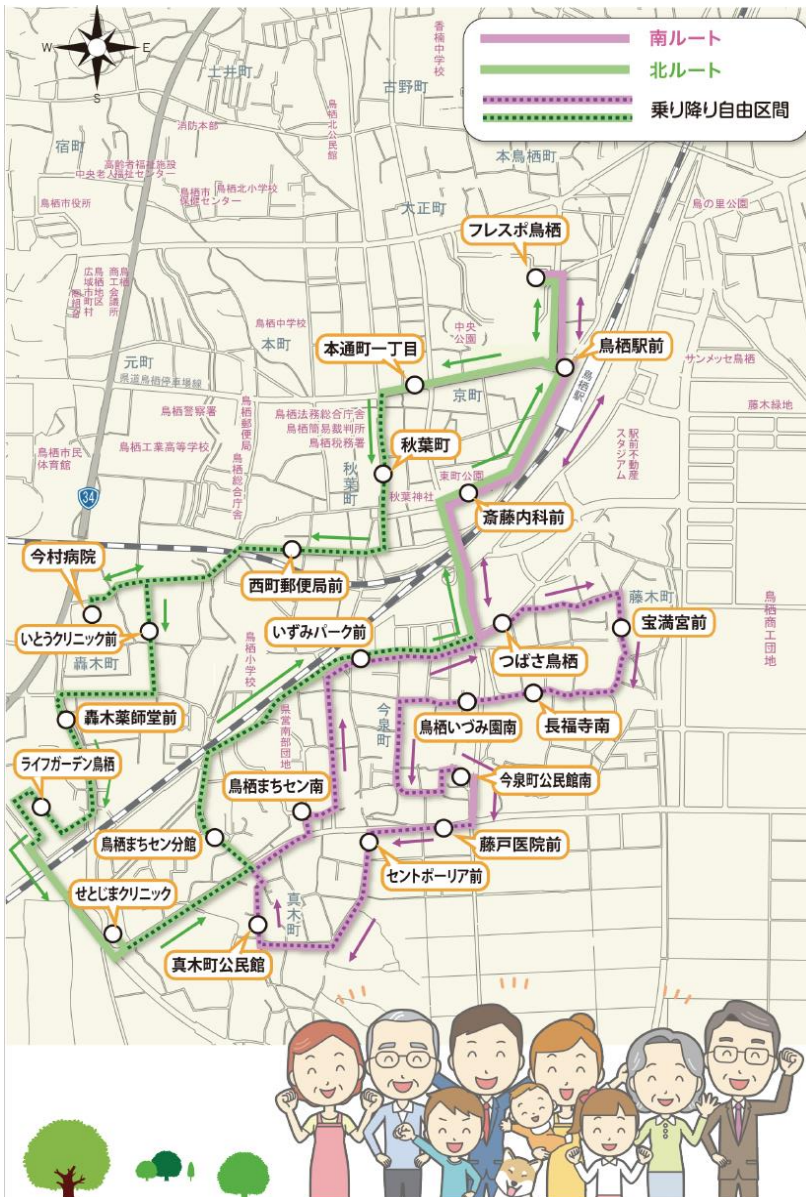 W
E
S
南ルート
北ルート
乗り降り自由区間
香楠中学校
土井町
古野町
鳥栖北公民館
消防本部
宿町
本鳥栖町
高齢者福祉施設
中央老人福祉センター
鳥栖市
保健センター
鳥栖北小学校
鳥栖市役所
大正町
鳥の里公園
フレスポ鳥栖
鳥栖地区
広域市町村
圏組合
鳥栖
商工会議所
鳥栖中学校
本町
中央
公園
本通町一丁目
鳥栖駅前
鳥栖駅
サンメッセ鳥栖
元町
県道鳥栖停車場線
京町
藤木緑地
鳥栖警察署
鳥栖郵便局
鳥栖法務総合庁舎
鳥栖簡易裁判所
鳥栖税務署
鳥栖工業高等学校
鳥栖総合庁舎
鳥栖市民
体育館
秋葉町
秋葉町
駅前不動産
スタジアム
東町公園
秋葉神社
34
斎藤内科前
今村病院
西町郵便局前
いずみパーク前
藤木町
鳥栖商工団地
宝満宮前
いとうクリニック前
つばさ鳥栖
轟木町
鳥栖小学校
轟木薬師堂前
県営南部団地
今泉町
鳥栖いづみ園南
長福寺南
ライフガーデン鳥栖
鳥栖まちセン南
今泉町公民館南
鳥栖まちセン分館
藤戸医院前
セントポーリア前
せとじまクリニック
真木町
真木町公民館